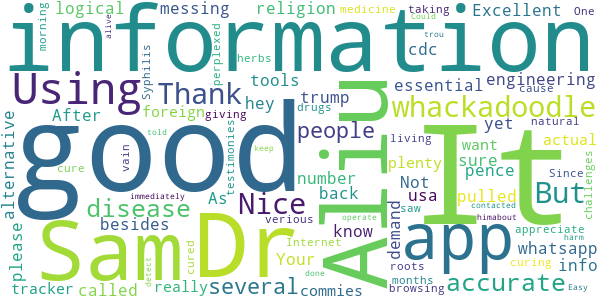 morning logical messing religion medicine taking Could One
information
alive
Excellent trou
Using Thank tools cdc essential engineering
Syphilis perplexed herbs trump hey drugs
After foreign giving people whackadoodle cause
good Aliu It
alternative cure vain told testimonies living yet natural
number plenty want sure actual
Nice Not pence pulled But challenges
disease As back usa Since
keep
immediately verious know saw demand contacted himabout appreciate
please besides Sam Dr cured Internet app whatsapp harm
operate
Your roots months curing info
tracker called really several detect commies done browsing accurate Easy